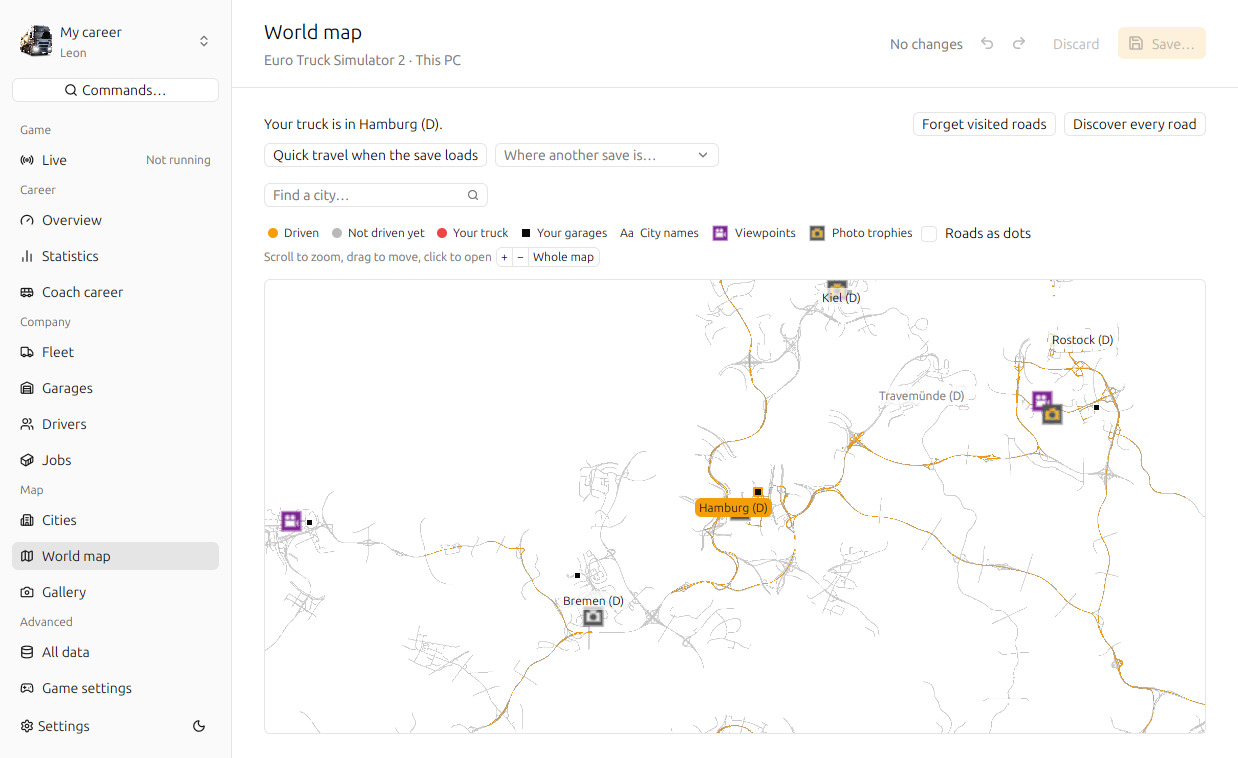 My career
Leon
Commands…
Game
Live
Not running
Career
Overview
Statistics
Coach career
Company
Fleet
Garages
Drivers
Jobs
Map
Cities
World map
Gallery
Advanced
All data
Game settings
Settings
World map
Euro Truck Simulator 2 · This PC
No changes
Discard
Save…
Your truck is in Hamburg (D).
Forget visited roads
Discover every road
Quick travel when the save loads
Where another save is…
Find a city…
Driven
Not driven yet
Your truck
Your garages
Aa City names
Viewpoints
Photo trophies
Roads as dots
Scroll to zoom, drag to move, click to open
+
−
Whole map
Kiel (D)
Rostock (D)
Travemünde (D)
Hamburg (D)
Bremen (D)